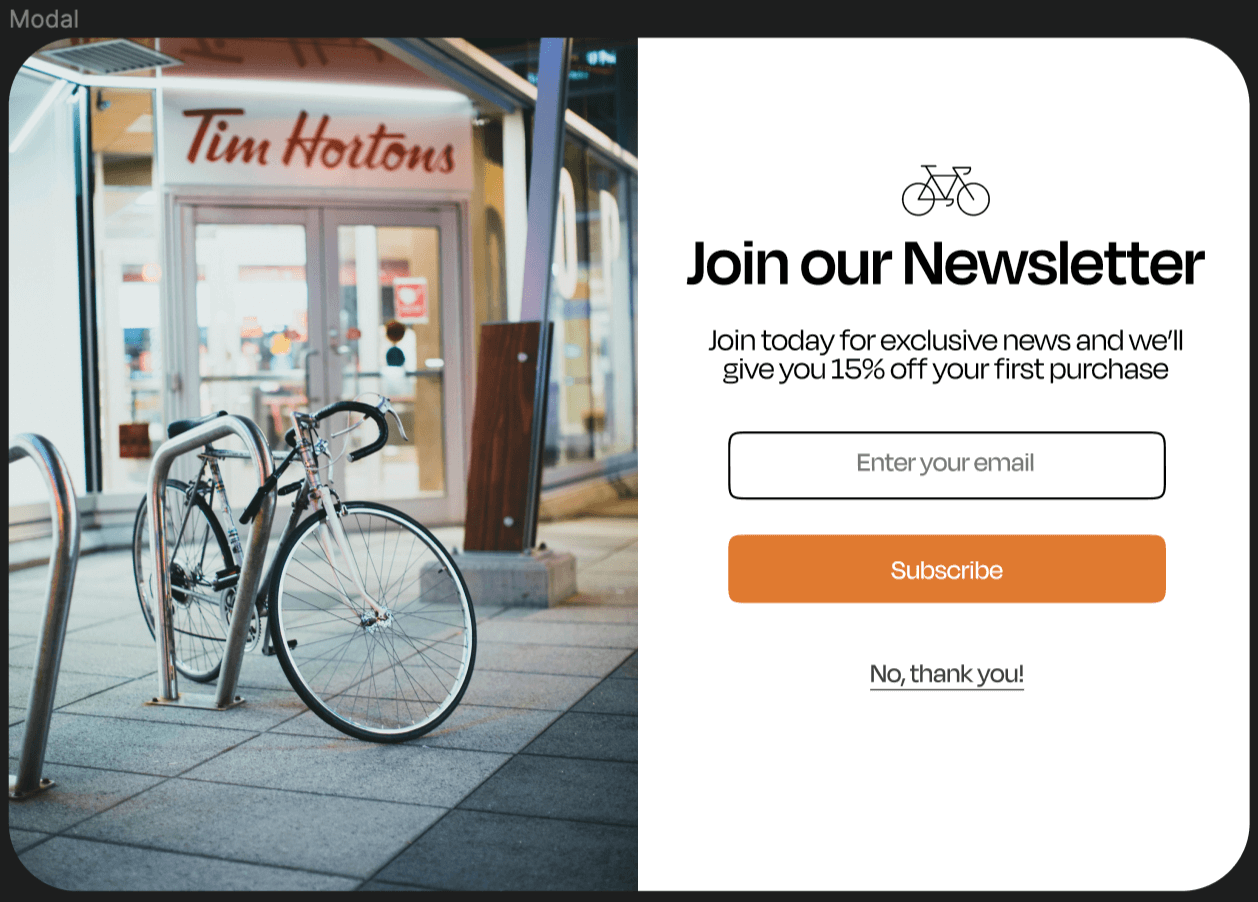 Modal
Tim Hortons
Join our Newsletter
Join today for exclusive news and we’ll
give you 15% off your first purchase
Enter your email
Subscribe
No, thank you!